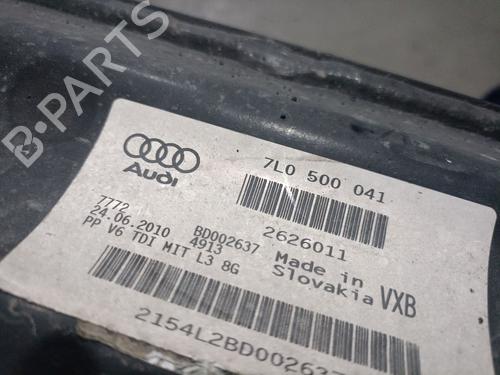 B-Parts
Audi
7L0 500 041
7772
24.06.2010
BD002637
4913
PP V6 TDI MIT L3 8G
2626011
Made in
Slovakia
VXB
2154L2BD002637